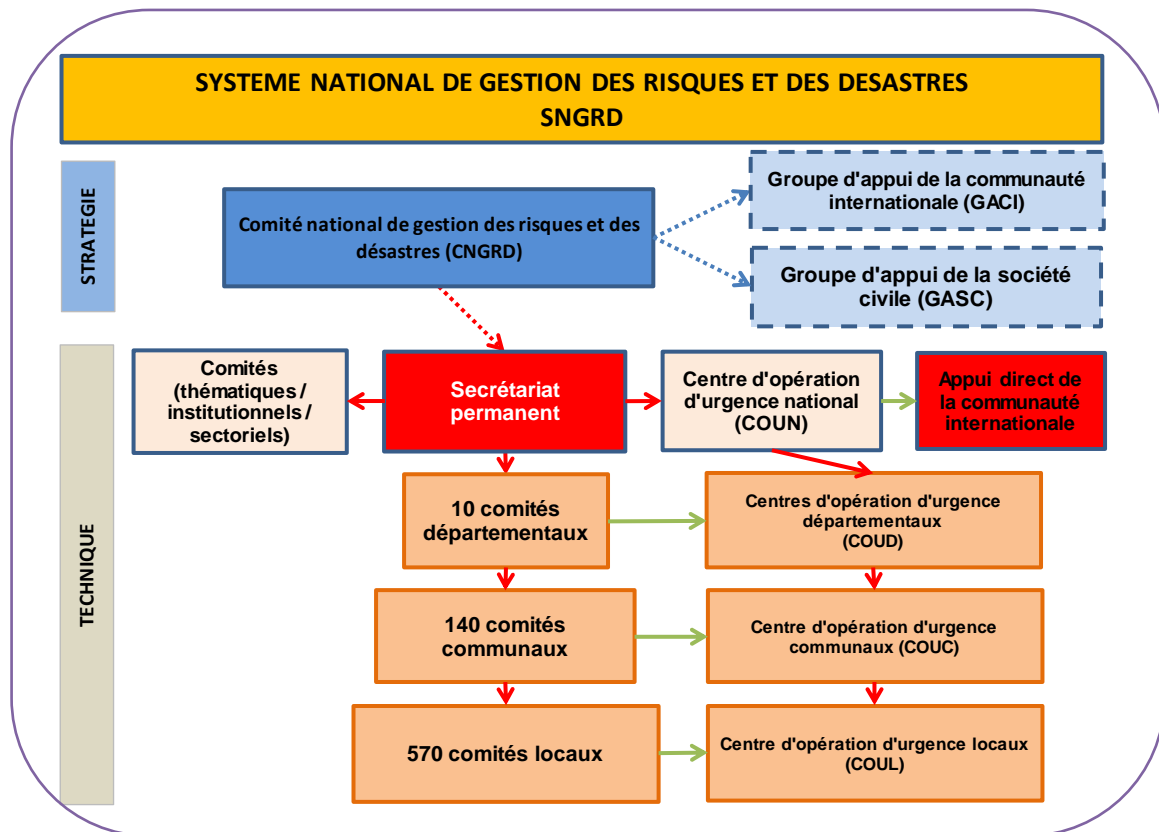 SYSTEME NATIONAL DE GESTION DES RISQUES ET DES DESASTRES
SNGRD
STRATEGIE
Comité national de gestion des risques et des
désastres (CNGRD)
Groupe d'appui de la communauté
internationale (GACI)
Groupe d'appui de la société
civile (GASC)
TECHNIQUE
Comités
(thématiques /
institutionnels /
sectoriels)
Secrétariat
permanent
Centre d'opération
d'urgence national
(COUN)
Appui direct de
la communauté
internationale
10 comités
départementaux
Centres d'opération d'urgence
départementaux
(COUD)
140 comités
communaux
Centre d'opération d'urgence
communaux (COUC)
570 comités locaux
Centre d'opération d'urgence locaux
(COUL)